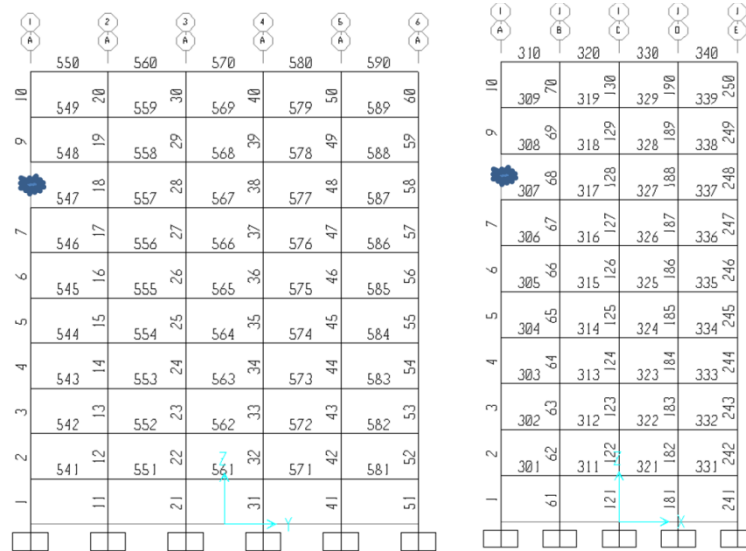 1 2 3 4 5 6
A A A A A A
550 560 570 580 590
10 20 30 40 50 60
549 559 569 579 589
9 19 29 39 49 59
548 558 568 578 588
18 28 38 48 58
547 557 567 577 587
7 17 27 37 47 57
546 556 566 576 586
6 16 26 36 46 56
545 555 565 575 585
5 15 25 35 45 55
544 554 564 574 584
4 14 24 34 44 54
543 553 563 573 583
3 13 23 33 43 53
542 552 562 572 582
2 12 22 32 42 52
541 551 561 571 581
Z
1 11 21 31 41 51
Y
A B C D E
310 320 330 340
10 70 130 190 250
309 319 329 339
9 69 129 189 249
308 318 328 338
68 128 188 248
307 317 327 337
7 67 127 187 247
306 316 326 336
6 66 126 186 246
305 315 325 335
5 65 125 185 245
304 314 324 334
4 64 124 184 244
303 313 323 333
3 63 123 183 243
302 312 322 332
2 62 122 182 242
301 311 321 331
Z
1 61 121 181 241
X